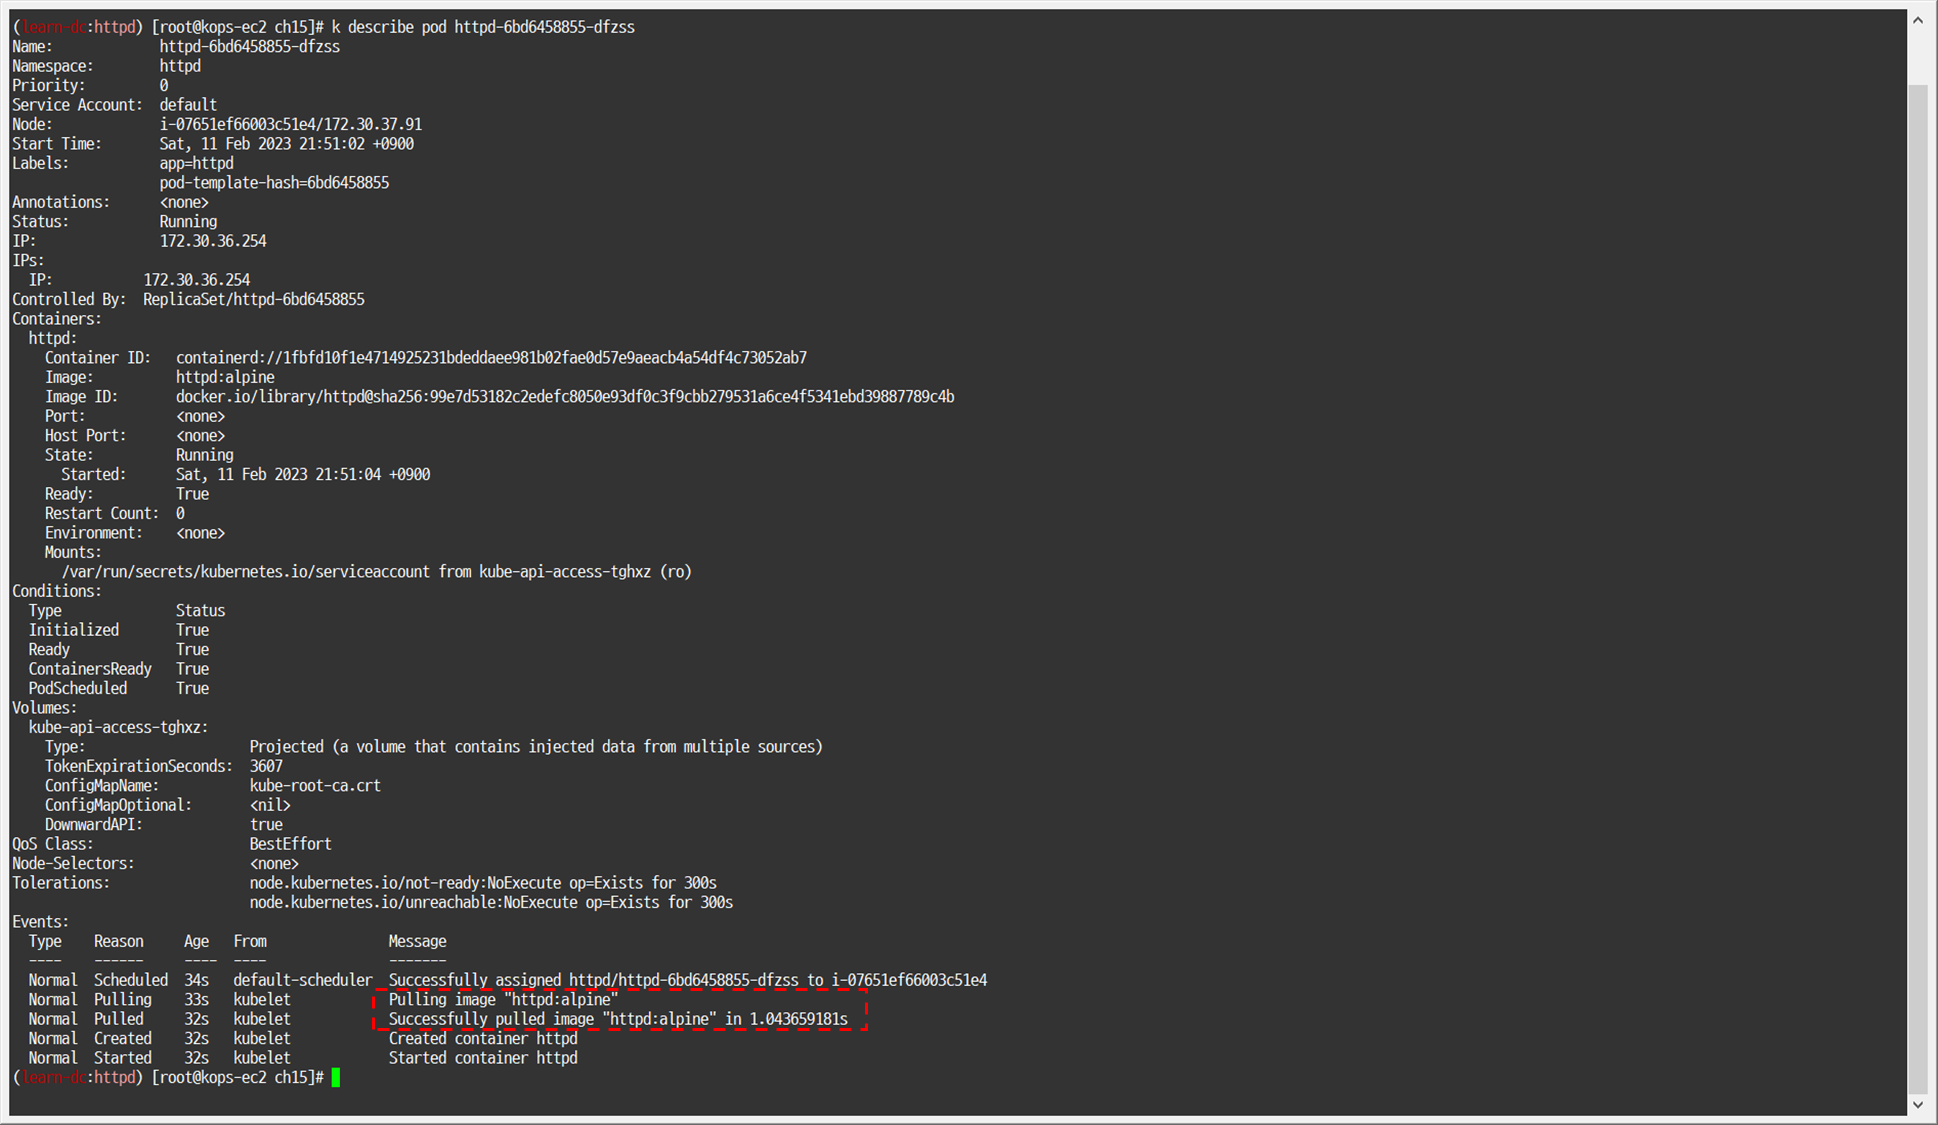 (learn-dc:httpd) [root@kops-ec2 ch15]# k describe pod httpd-6bd6458855-dfzss
Name:             httpd-6bd6458855-dfzss
Namespace:        httpd
Priority:         0
Service Account:  default
Node:             i-07651ef66003c51e4/172.30.37.91
Start Time:       Sat, 11 Feb 2023 21:51:02 +0900
Labels:           app=httpd
                  pod-template-hash=6bd6458855
Annotations:      <none>
Status:           Running
IP:               172.30.36.254
IPs:
  IP:           172.30.36.254
Controlled By:  ReplicaSet/httpd-6bd6458855
Containers:
  httpd:
    Container ID:   containerd://1fbfd10f1e4714925231bdeddaee981b02fae0d57e9aeacb4a54df4c73052ab7
    Image:          httpd:alpine
    Image ID:       docker.io/library/httpd@sha256:99e7d53182c2edefc8050e93df0c3f9cbb279531a6ce4f5341ebd39887789c4b
    Port:           <none>
    Host Port:      <none>
    State:          Running
      Started:      Sat, 11 Feb 2023 21:51:04 +0900
    Ready:          True
    Restart Count:  0
    Environment:    <none>
    Mounts:
      /var/run/secrets/kubernetes.io/serviceaccount from kube-api-access-tghxz (ro)
Conditions:
  Type              Status
  Initialized       True
  Ready             True
  ContainersReady   True
  PodScheduled      True
Volumes:
  kube-api-access-tghxz:
    Type:                    Projected (a volume that contains injected data from multiple sources)
    TokenExpirationSeconds:  3607
    ConfigMapName:           kube-root-ca.crt
    ConfigMapOptional:       <nil>
    DownwardAPI:             true
QoS Class:                   BestEffort
Node-Selectors:              <none>
Tolerations:                 node.kubernetes.io/not-ready:NoExecute op=Exists for 300s
                             node.kubernetes.io/unreachable:NoExecute op=Exists for 300s
Events:
  Type    Reason     Age   From               Message
  ----    ------     ----  ----               -------
  Normal  Scheduled  34s   default-scheduler  Successfully assigned httpd/httpd-6bd6458855-dfzss to i-07651ef66003c51e4
  Normal  Pulling    33s   kubelet            Pulling image "httpd:alpine"
  Normal  Pulled     32s   kubelet            Successfully pulled image "httpd:alpine" in 1.043659181s
  Normal  Created    32s   kubelet            Created container httpd
  Normal  Started    32s   kubelet            Started container httpd
(learn-dc:httpd) [root@kops-ec2 ch15]#